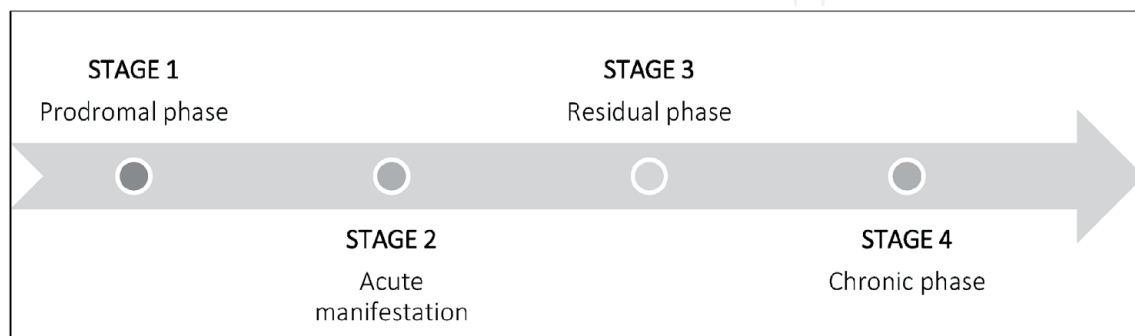 STAGE 1
Prodromal phase
STAGE 2
Acute
manifestation
STAGE 3
Residual phase
STAGE 4
Chronic phase